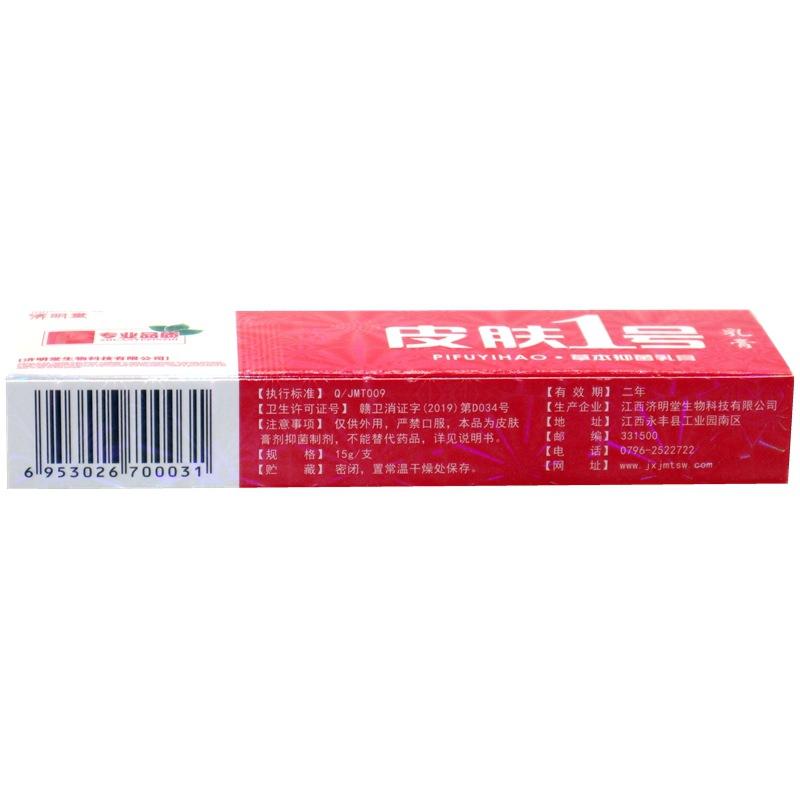 济明堂
专业品质
[济明堂生物科技有限公司]
皮肤1号
乳膏
PIFUYIHAO·草本抑菌乳膏
6 953026 700031
【执行标准】 Q/JMT009
【卫生许可证号】 赣卫消证字(2019)第D034号
【注意事项】 仅供外用，严禁口服，本品为皮肤
膏剂抑菌制剂，不能替代药品，详见说明书。
【规 格】 15g/支
【贮 藏】 密闭，置常温干燥处保存。
【有 效 期】 二年
【生产企业】 江西济明堂生物科技有限公司
【地 址】 江西永丰县工业园南区
【邮 编】 331500
【电 话】 0796-2522722
【网 址】 www.jxjmtsw.com